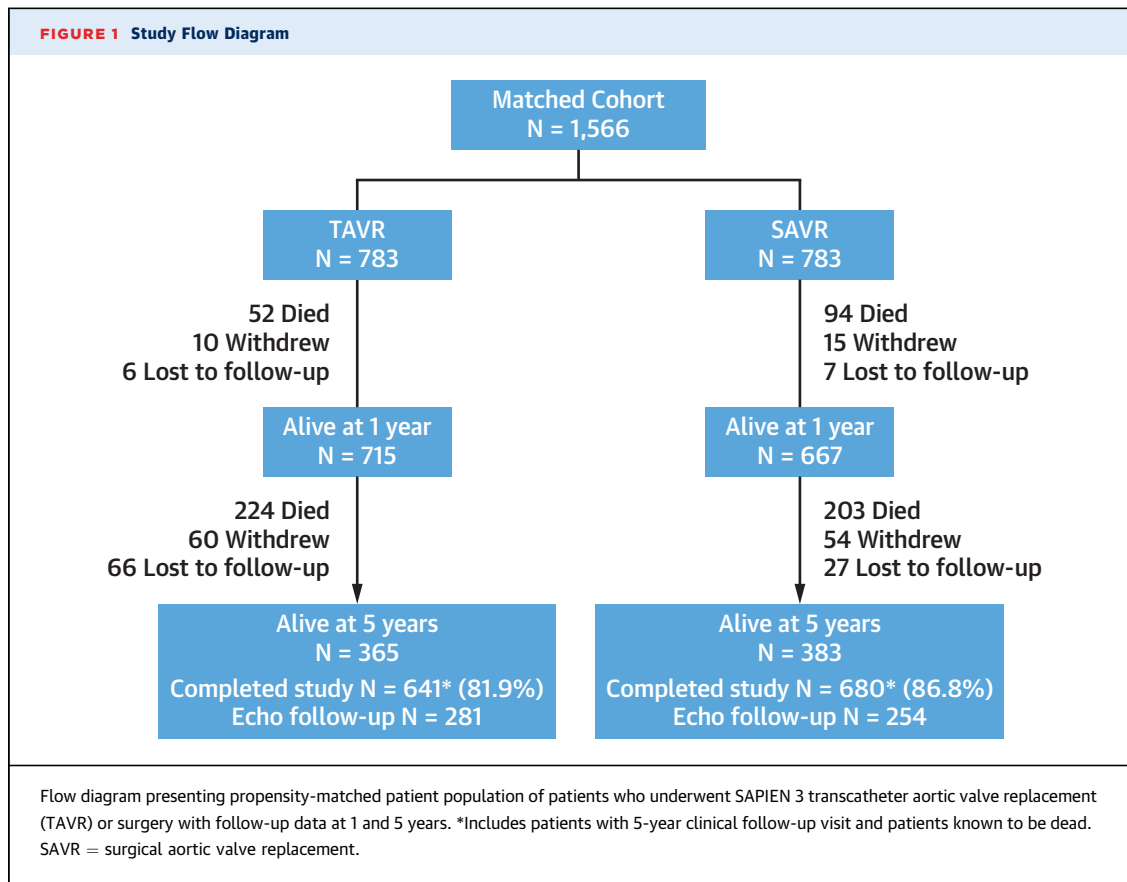 FIGURE 1 Study Flow Diagram
Matched Cohort
N = 1,566
TAVR
N = 783
SAVR
N = 783
52 Died
10 Withdrew
6 Lost to follow-up
94 Died
15 Withdrew
7 Lost to follow-up
Alive at 1 year
N = 715
Alive at 1 year
N = 667
224 Died
60 Withdrew
66 Lost to follow-up
203 Died
54 Withdrew
27 Lost to follow-up
Alive at 5 years
N = 365
Completed study N = 641* (81.9%)
Echo follow-up N = 281
Alive at 5 years
N = 383
Completed study N = 680* (86.8%)
Echo follow-up N = 254
Flow diagram presenting propensity-matched patient population of patients who underwent SAPIEN 3 transcatheter aortic valve replacement
(TAVR) or surgery with follow-up data at 1 and 5 years. *Includes patients with 5-year clinical follow-up visit and patients known to be dead.
SAVR = surgical aortic valve replacement.